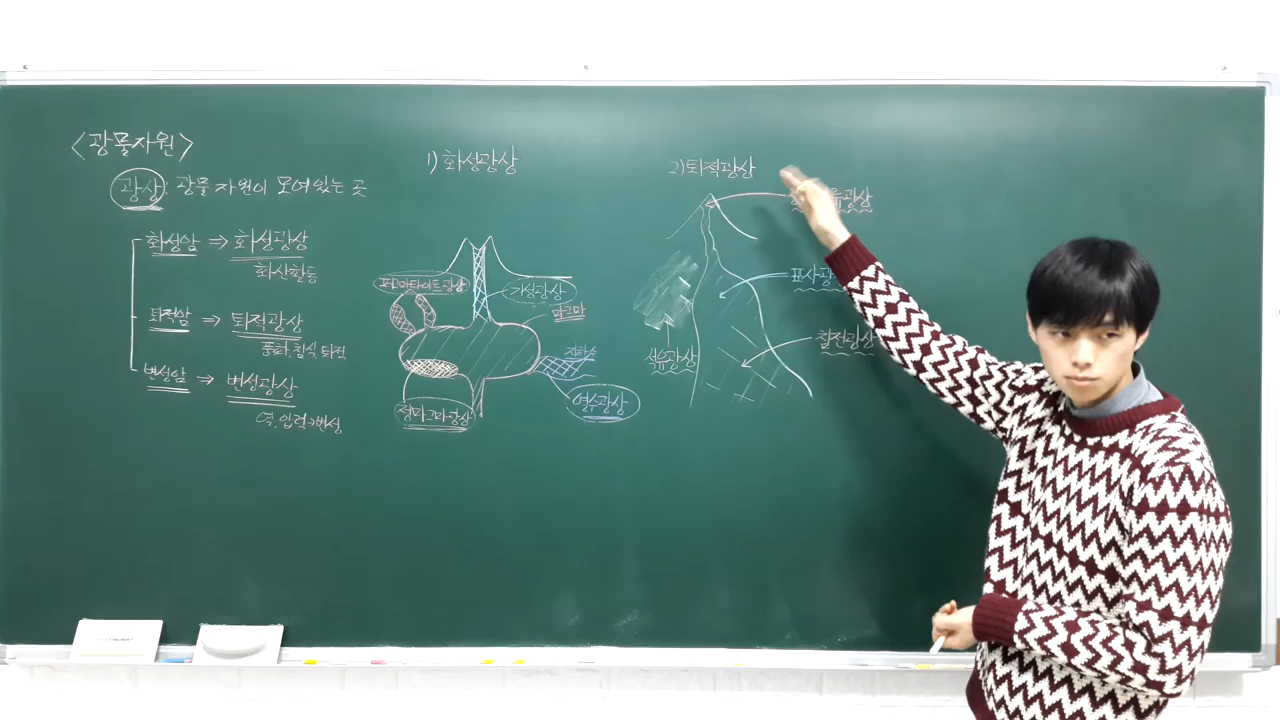 <광물자원>
광상: 광물 자원이 모여있는 곳
화성암 ⇒ 화성광상
화산활동
퇴적암 ⇒ 퇴적광상
풍화, 침식, 퇴적
변성암 ⇒ 변성광상
열, 압력→변성
1) 화성광상
페그마타이트광상
기성광상
마그마
지하수
열수광상
정마그마광상
2) 퇴적광상
류광상
표사광
침전광상
석유광상